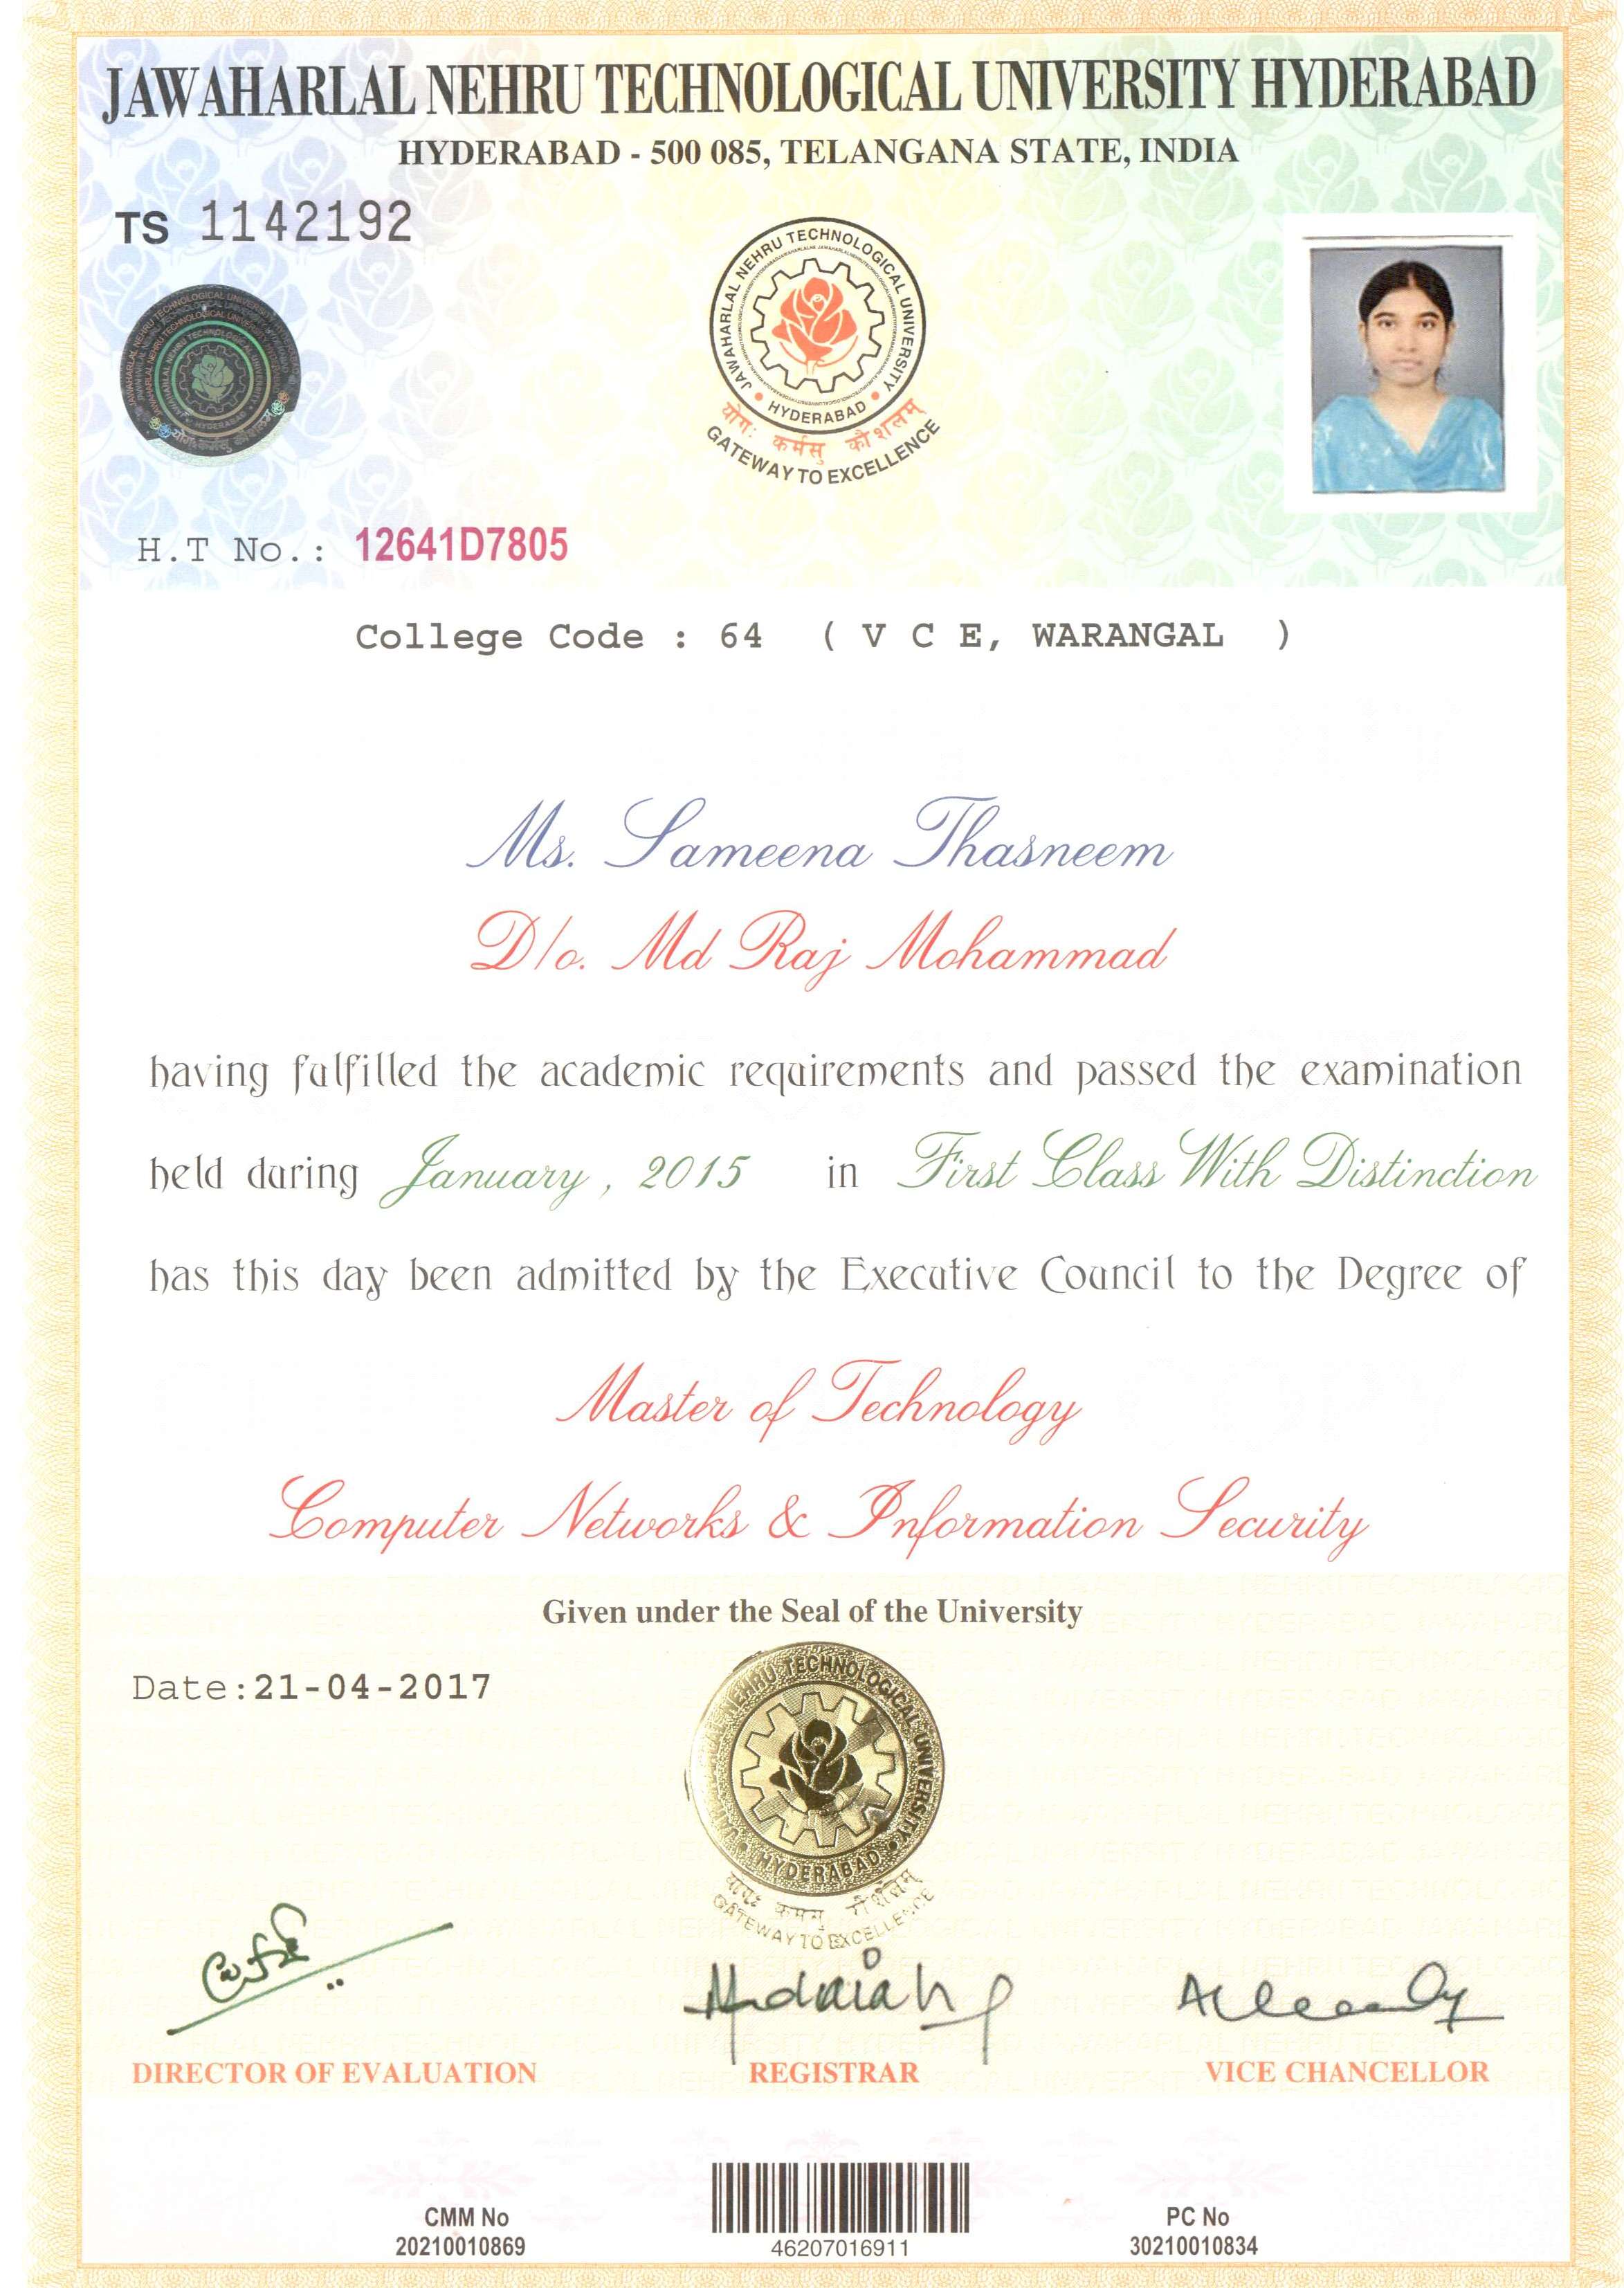 JAWAHARLAL NEHRU TECHNOLOGICAL UNIVERSITY HYDERABAD
HYDERABAD - 500 085, TELANGANA STATE, INDIA
TS 1142192
JAWAHARLAL NEHRU TECHNOLOGICAL UNIVERSITY
HYDERABAD
योगः कर्मसु कौशलम्
GATEWAY TO EXCELLENCE
H.T No.: 12641D7805
College Code : 64 ( V C E, WARANGAL )
Ms. Sameena Thasneem
D/o. Md Raj Mohammad
having fulfilled the academic requirements and passed the examination
held during January, 2015 in First Class With Distinction
has this day been admitted by the Executive Council to the Degree of
Master of Technology
Computer Networks & Information Security
Given under the Seal of the University
Date:21-04-2017
NEHRU TECHNOLOGICAL UNIVERSITY
HYDERABAD
GATEWAY TO EXCELLENCE
DIRECTOR OF EVALUATION
REGISTRAR
VICE CHANCELLOR
CMM No
20210010869
46207016911
PC No
30210010834